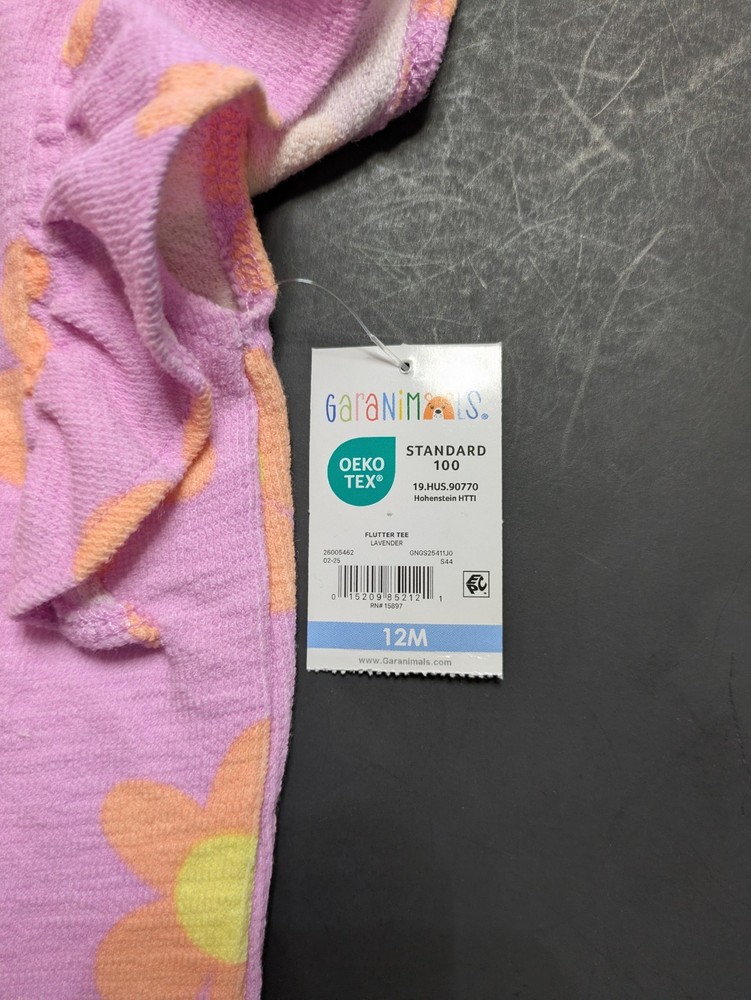 GaRaNiMALS®
OEKO
TEX®
STANDARD
100
19.HUS.90770
Hohenstein HTTI
FLUTTER TEE
LAVENDER
26005462 GNGS25411J0
02-25 S44
0 15209 85212 1
RN# 15897
EPC
12M
www.Garanimals.com